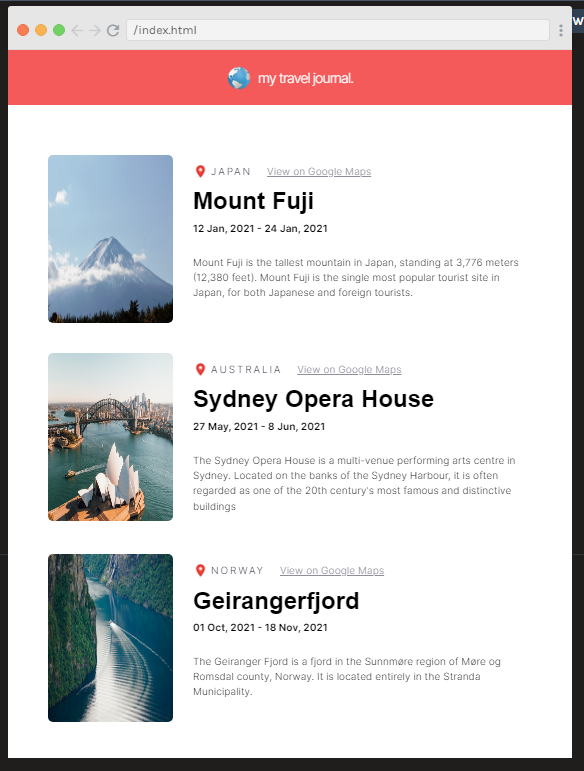 /index.html
W
my travel journal.
JAPAN View on Google Maps
Mount Fuji
12 Jan, 2021 - 24 Jan, 2021
Mount Fuji is the tallest mountain in Japan, standing at 3,776 meters
(12,380 feet). Mount Fuji is the single most popular tourist site in
Japan, for both Japanese and foreign tourists.
AUSTRALIA View on Google Maps
Sydney Opera House
27 May, 2021 - 8 Jun, 2021
The Sydney Opera House is a multi-venue performing arts centre in
Sydney. Located on the banks of the Sydney Harbour, it is often
regarded as one of the 20th century's most famous and distinctive
buildings
NORWAY View on Google Maps
Geirangerfjord
01 Oct, 2021 - 18 Nov, 2021
The Geiranger Fjord is a fjord in the Sunnmøre region of Møre og
Romsdal county, Norway. It is located entirely in the Stranda
Municipality.